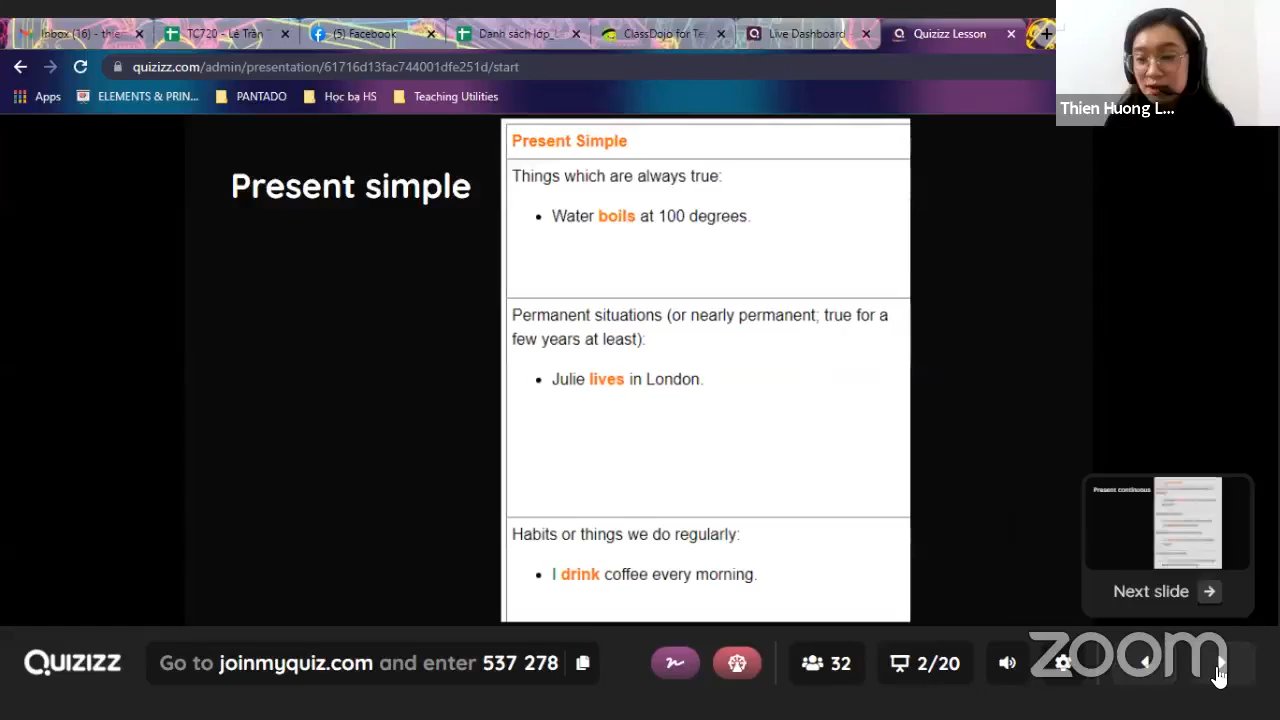 Inbox (16) - thie
TC720 - Lê Trần T
(5) Facebook
Danh sách lớp_L
ClassDojo for Te
Live Dashboard
Quizizz Lesson
quizizz.com/admin/presentation/61716d13fac744001dfe251d/start
Apps
ELEMENTS & PRIN...
PANTADO
Học bạ HS
Teaching Utilities
Thien Huong L...
Present simple
Present Simple
Things which are always true:
• Water boils at 100 degrees.
Permanent situations (or nearly permanent; true for a
few years at least):
• Julie lives in London.
Habits or things we do regularly:
• I drink coffee every morning.
Present continuous
Next slide
QUIZIZZ
Go to joinmyquiz.com and enter 537 278
32
2/20
zoom